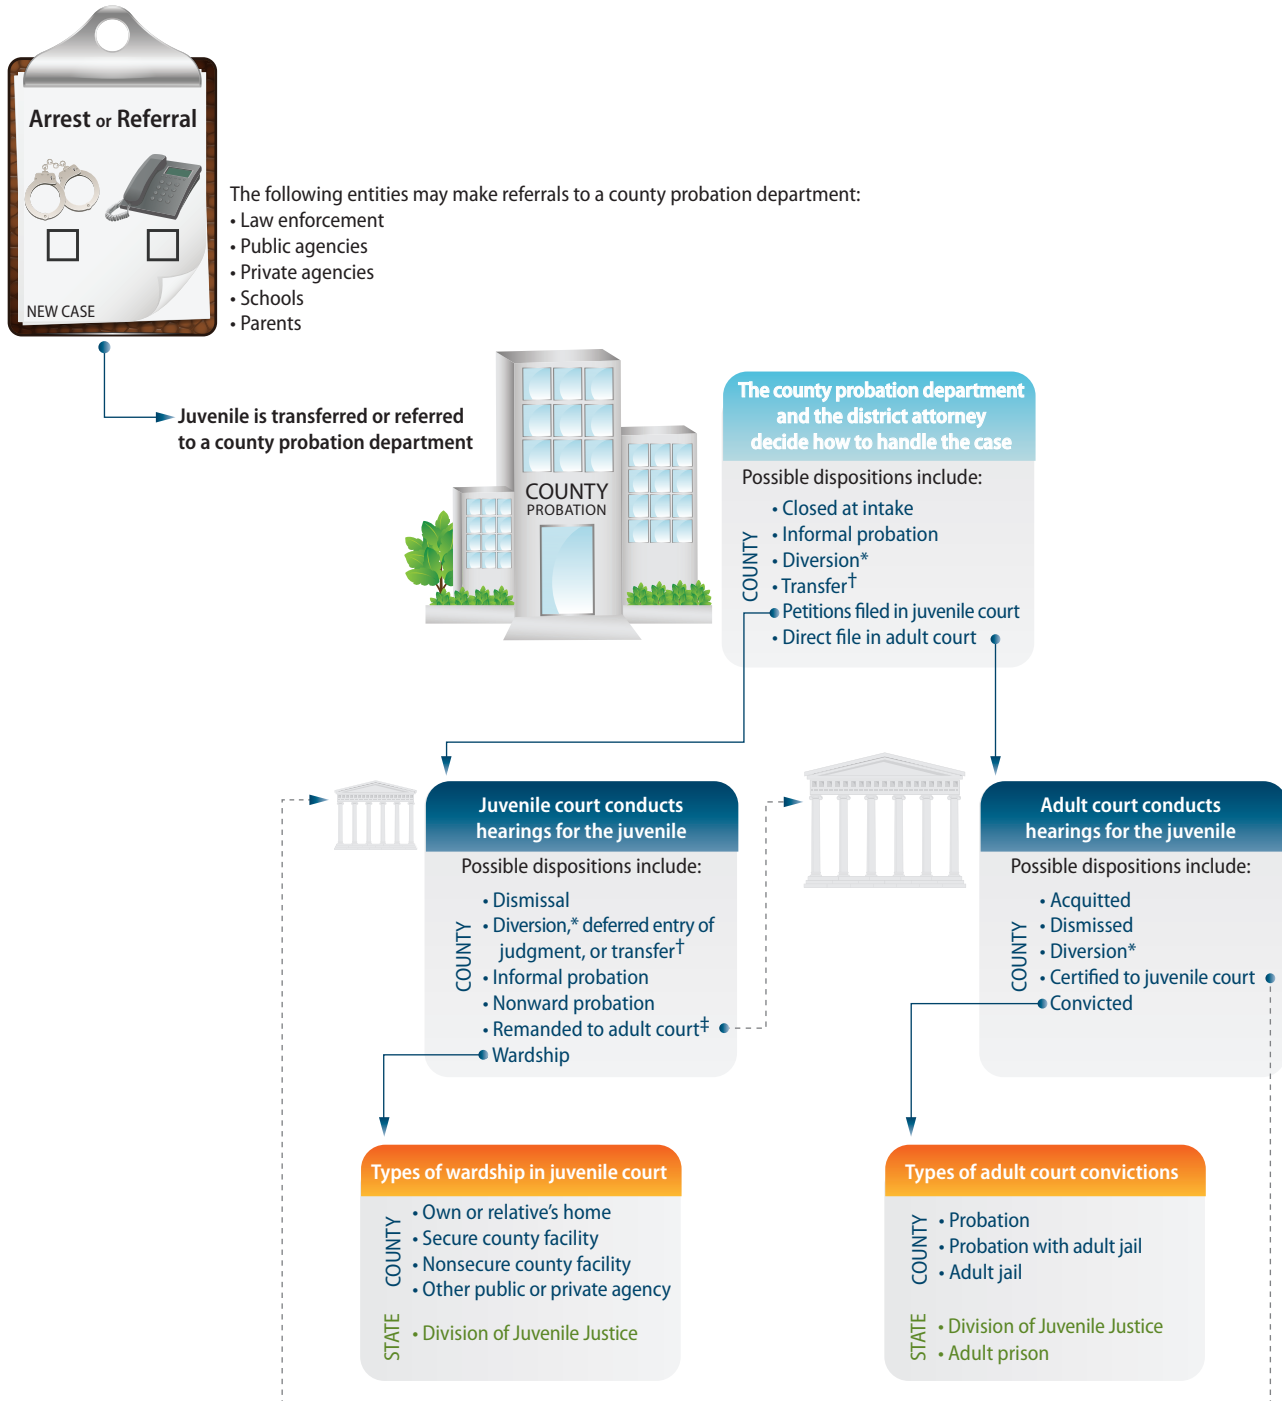 Arrest or Referral
NEW CASE
The following entities may make referrals to a county probation department:
• Law enforcement
• Public agencies
• Private agencies
• Schools
• Parents
Juvenile is transferred or referred
to a county probation department
COUNTY
PROBATION
The county probation department
and the district attorney
decide how to handle the case
Possible dispositions include:
COUNTY
• Closed at intake
• Informal probation
• Diversion*
• Transfer†
• Petitions filed in juvenile court
• Direct file in adult court
Juvenile court conducts
hearings for the juvenile
Possible dispositions include:
COUNTY
• Dismissal
• Diversion,* deferred entry of
judgment, or transfer†
• Informal probation
• Nonward probation
• Remanded to adult court‡
• Wardship
Adult court conducts
hearings for the juvenile
Possible dispositions include:
COUNTY
• Acquitted
• Dismissed
• Diversion*
• Certified to juvenile court
• Convicted
Types of wardship in juvenile court
COUNTY
• Own or relative's home
• Secure county facility
• Nonsecure county facility
• Other public or private agency
STATE
• Division of Juvenile Justice
Types of adult court convictions
COUNTY
• Probation
• Probation with adult jail
• Adult jail
STATE
• Division of Juvenile Justice
• Adult prison